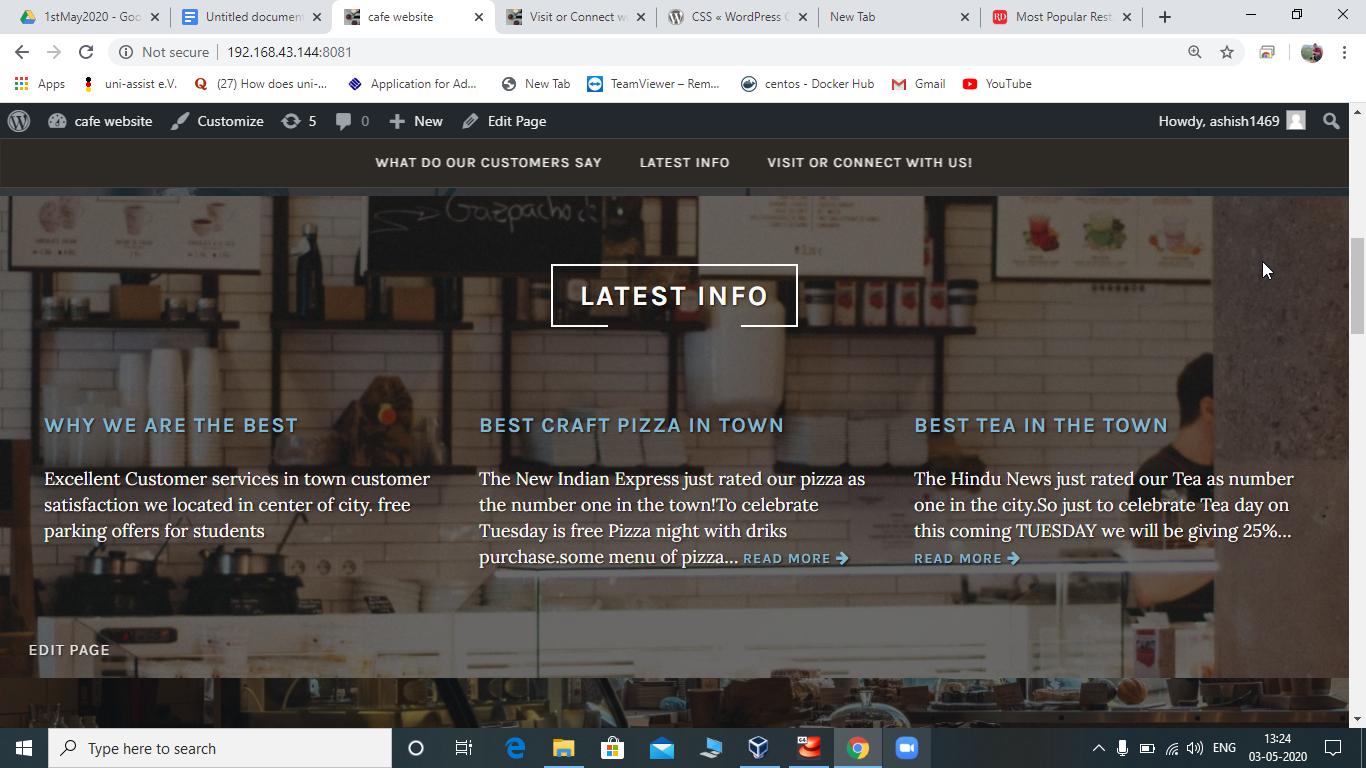 1stMay2020 - Goo
Untitled document
cafe website
Visit or Connect w
CSS « WordPress C
New Tab
Most Popular Rest
Not secure
192.168.43.144:8081
Apps
uni-assist e.V.
(27) How does uni-...
Application for Ad...
New Tab
TeamViewer – Rem...
centos - Docker Hub
Gmail
YouTube
cafe website
Customize
5
0
New
Edit Page
Howdy, ashish1469
WHAT DO OUR CUSTOMERS SAY
LATEST INFO
VISIT OR CONNECT WITH US!
Gazpacho
LATEST INFO
WHY WE ARE THE BEST
Excellent Customer services in town customer
satisfaction we located in center of city. free
parking offers for students
BEST CRAFT PIZZA IN TOWN
The New Indian Express just rated our pizza as
the number one in the town!To celebrate
Tuesday is free Pizza night with driks
purchase.some menu of pizza... READ MORE
BEST TEA IN THE TOWN
The Hindu News just rated our Tea as number
one in the city.So just to celebrate Tea day on
this coming TUESDAY we will be giving 25%...
READ MORE
EDIT PAGE
Type here to search
64
ENG
13:24
03-05-2020